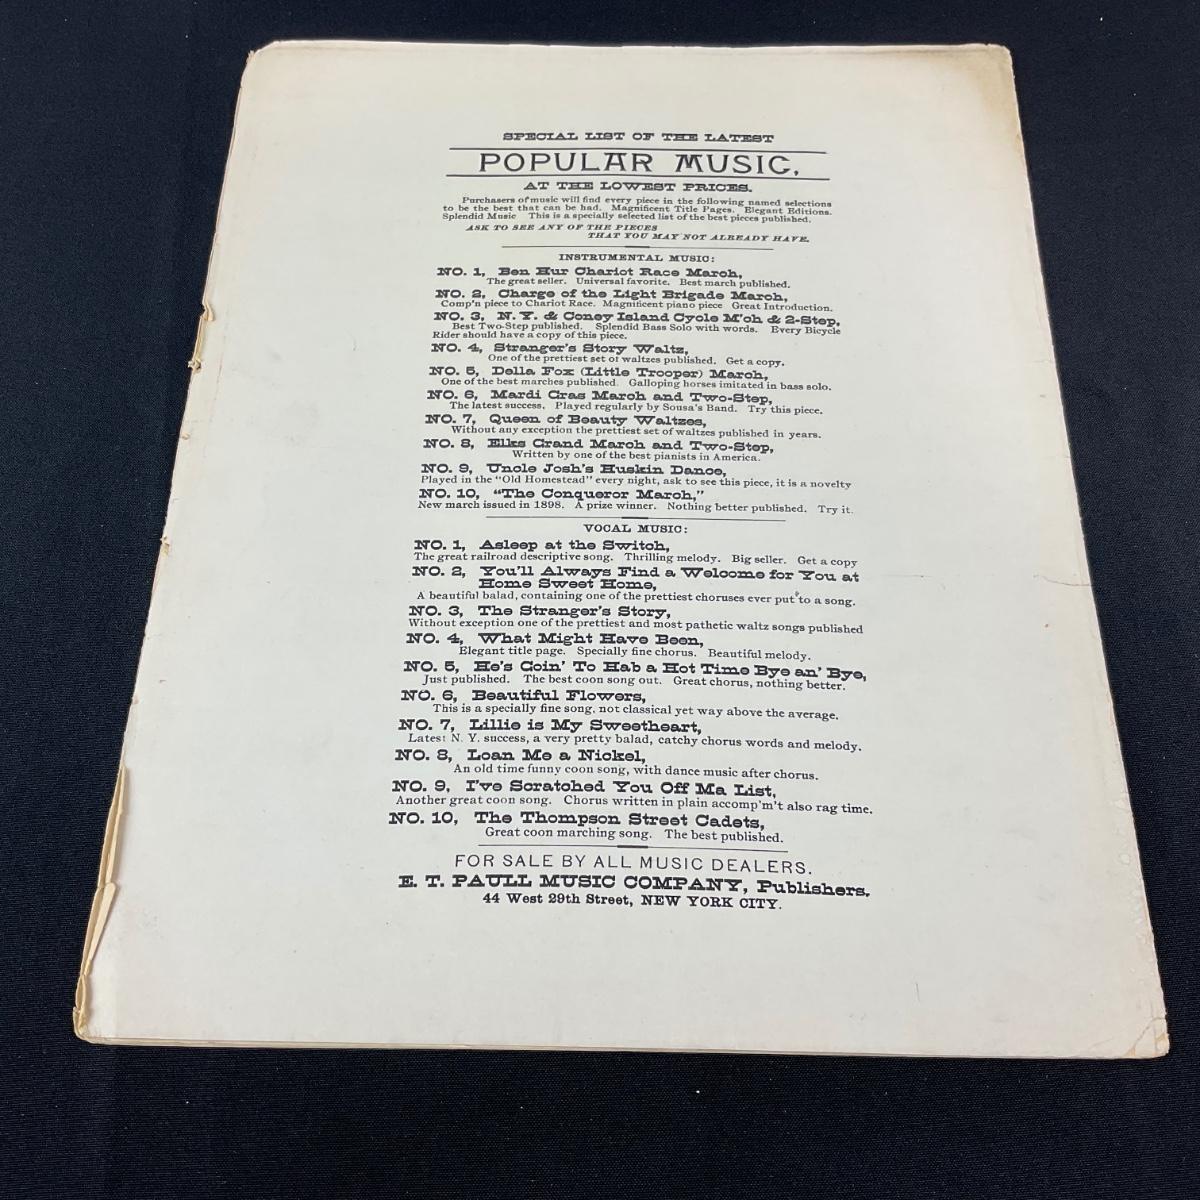 SPECIAL LIST OF THE LATEST
POPULAR MUSIC,
AT THE LOWEST PRICES.
Purchasers of music will find every piece in the following named selections
to be the best that can be had. Magnificent Title Pages. Elegant Editions.
Splendid Music This is a specially selected list of the best pieces published.
ASK TO SEE ANY OF THE PIECES
THAT YOU MAY NOT ALREADY HAVE.
INSTRUMENTAL MUSIC:
NO. 1, Ben Hur Chariot Race March,
The great seller. Universal favorite. Best march published.
NO. 2, Charge of the Light Brigade March,
Comp'n piece to Chariot Race. Magnificent piano piece Great Introduction.
NO. 3, N. Y. & Coney Island Cycle M'ch & 2-Step,
Best Two-Step published. Splendid Bass Solo with words. Every Bicycle
Rider should have a copy of this piece.
NO. 4, Stranger's Story Waltz,
One of the prettiest set of waltzes published. Get a copy.
NO. 5, Della Fox (Little Trooper) March,
One of the best marches published. Galloping horses imitated in bass solo.
NO. 6, Mardi Gras March and Two-Step,
The latest success. Played regularly by Sousa's Band. Try this piece.
NO. 7, Queen of Beauty Waltzes,
Without any exception the prettiest set of waltzes published in years.
NO. 8, Elks Grand March and Two-Step,
Written by one of the best pianists in America.
NO. 9, Uncle Josh's Huskin Dance,
Played in the "Old Homestead" every night, ask to see this piece, it is a novelty
NO. 10, "The Conqueror March,"
New march issued in 1898. A prize winner. Nothing better published. Try it.
VOCAL MUSIC:
NO. 1, Asleep at the Switch,
The great railroad descriptive song. Thrilling melody. Big seller. Get a copy
NO. 2, You'll Always Find a Welcome for You at
Home Sweet Home,
A beautiful balad, containing one of the prettiest choruses ever put to a song.
NO. 3, The Stranger's Story,
Without exception one of the prettiest and most pathetic waltz songs published
NO. 4, What Might Have Been,
Elegant title page. Specially fine chorus. Beautiful melody.
NO. 5, He's Goin' To Hab a Hot Time Bye an' Bye,
Just published. The best coon song out. Great chorus, nothing better.
NO. 6, Beautiful Flowers,
This is a specially fine song, not classical yet way above the average.
NO. 7, Lillie is My Sweetheart,
Latest N. Y. success, a very pretty balad, catchy chorus words and melody.
NO. 8, Loan Me a Nickel,
An old time funny coon song, with dance music after chorus.
NO. 9, I've Scratched You Off Ma List,
Another great coon song. Chorus written in plain accomp'm't also rag time.
NO. 10, The Thompson Street Cadets,
Great coon marching song. The best published.
FOR SALE BY ALL MUSIC DEALERS.
E. T. PAULL MUSIC COMPANY, Publishers.
44 West 29th Street, NEW YORK CITY.